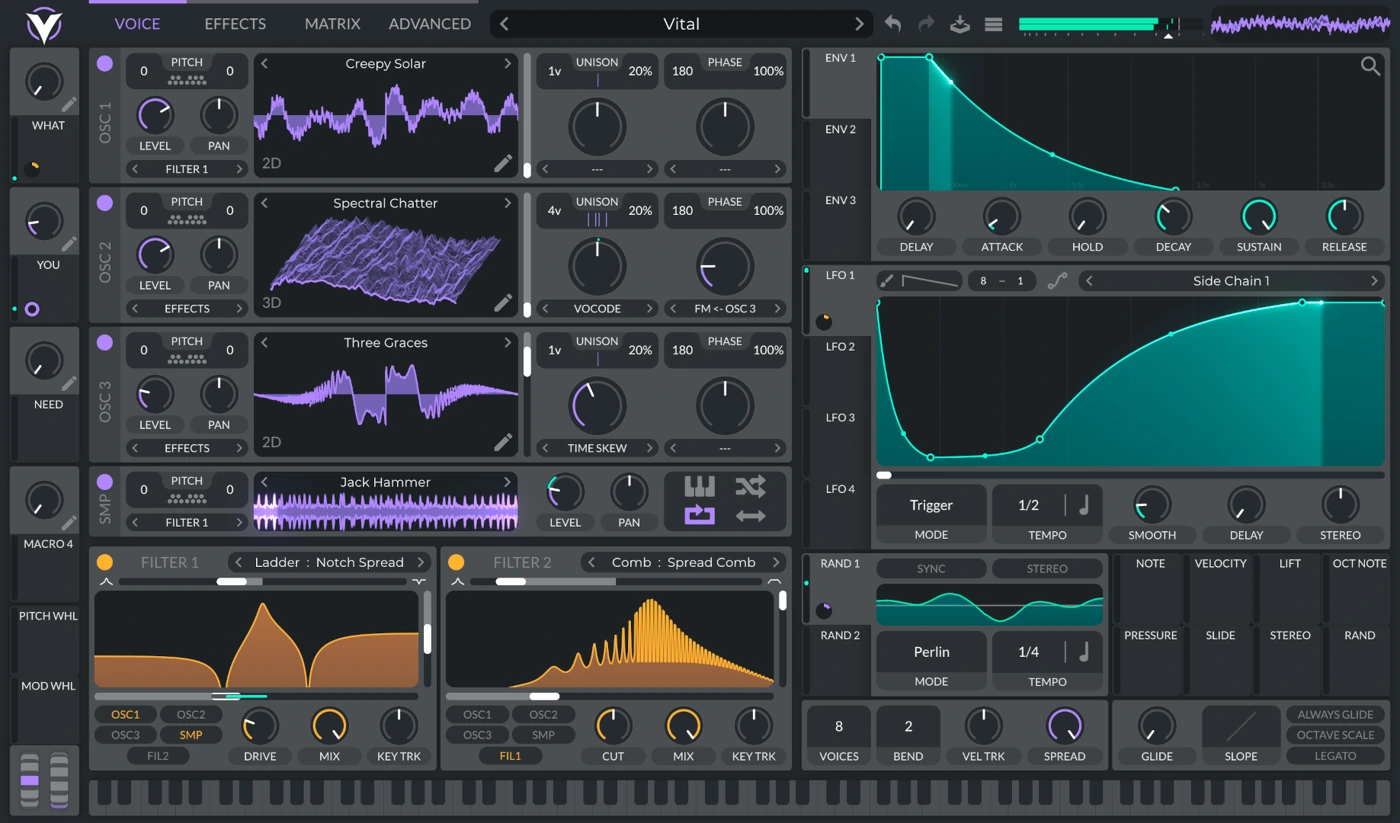 VOICE EFFECTS MATRIX ADVANCED Vital
WHAT
YOU
NEED
MACRO 4
PITCH WHL
MOD WHL
OSC 1
0 PITCH 0
LEVEL PAN
FILTER 1
Creepy Solar
2D
1v UNISON 20%
---
180 PHASE 100%
---
OSC 2
0 PITCH 0
LEVEL PAN
EFFECTS
Spectral Chatter
3D
4v UNISON 20%
VOCODE
180 PHASE 100%
FM <- OSC 3
OSC 3
0 PITCH 0
LEVEL PAN
EFFECTS
Three Graces
2D
1v UNISON 20%
TIME SKEW
180 PHASE 100%
---
SMP
0 PITCH 0
FILTER 1
Jack Hammer
LEVEL PAN
FILTER 1 Ladder : Notch Spread
OSC1 OSC2
OSC3 SMP
FIL2
DRIVE MIX KEY TRK
FILTER 2 Comb : Spread Comb
OSC1 OSC2
OSC3 SMP
FIL1
CUT MIX KEY TRK
ENV 1
ENV 2
ENV 3
DELAY ATTACK HOLD DECAY SUSTAIN RELEASE
LFO 1
LFO 2
LFO 3
LFO 4
8 - 1
Side Chain 1
Trigger
MODE
1/2
TEMPO
SMOOTH DELAY STEREO
RAND 1
RAND 2
SYNC STEREO
Perlin
MODE
1/4
TEMPO
NOTE VELOCITY LIFT OCT NOTE
PRESSURE SLIDE STEREO RAND
8
VOICES
2
BEND
VEL TRK SPREAD
GLIDE SLOPE
ALWAYS GLIDE
OCTAVE SCALE
LEGATO